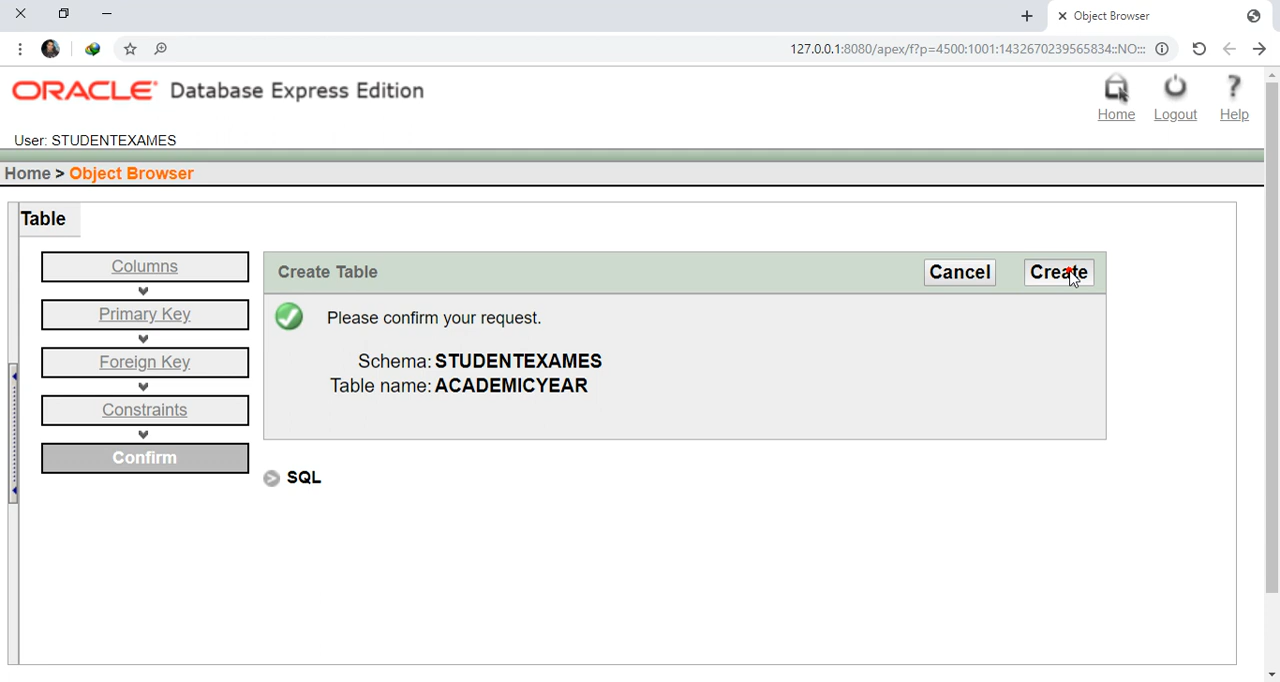 Object Browser
127.0.0.1:8080/apex/f?p=4500:1001:1432670239565834::NO:::
ORACLE Database Express Edition
Home Logout Help
User: STUDENTEXAMES
Home > Object Browser
Table
Columns
Primary Key
Foreign Key
Constraints
Confirm
Create Table Cancel Create
Please confirm your request.
Schema: STUDENTEXAMES
Table name: ACADEMICYEAR
SQL